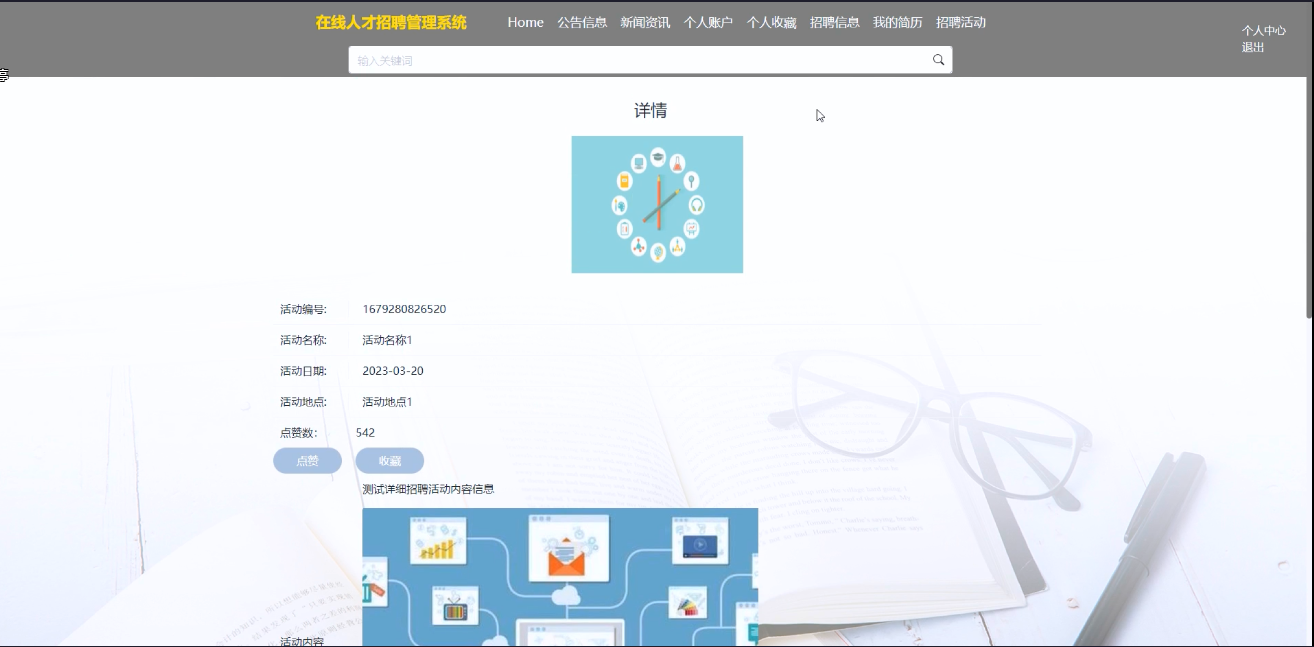 在线人才招聘管理系统 Home 公告信息 新闻资讯 个人账户 个人收藏 招聘信息 我的简历 招聘活动
个人中心
退出
输入关键词
详情
活动编号: 1679280826520
活动名称: 活动名称1
活动日期: 2023-03-20
活动地点: 活动地点1
点赞数: 542
点赞 收藏
测试详细招聘活动内容信息
活动内容